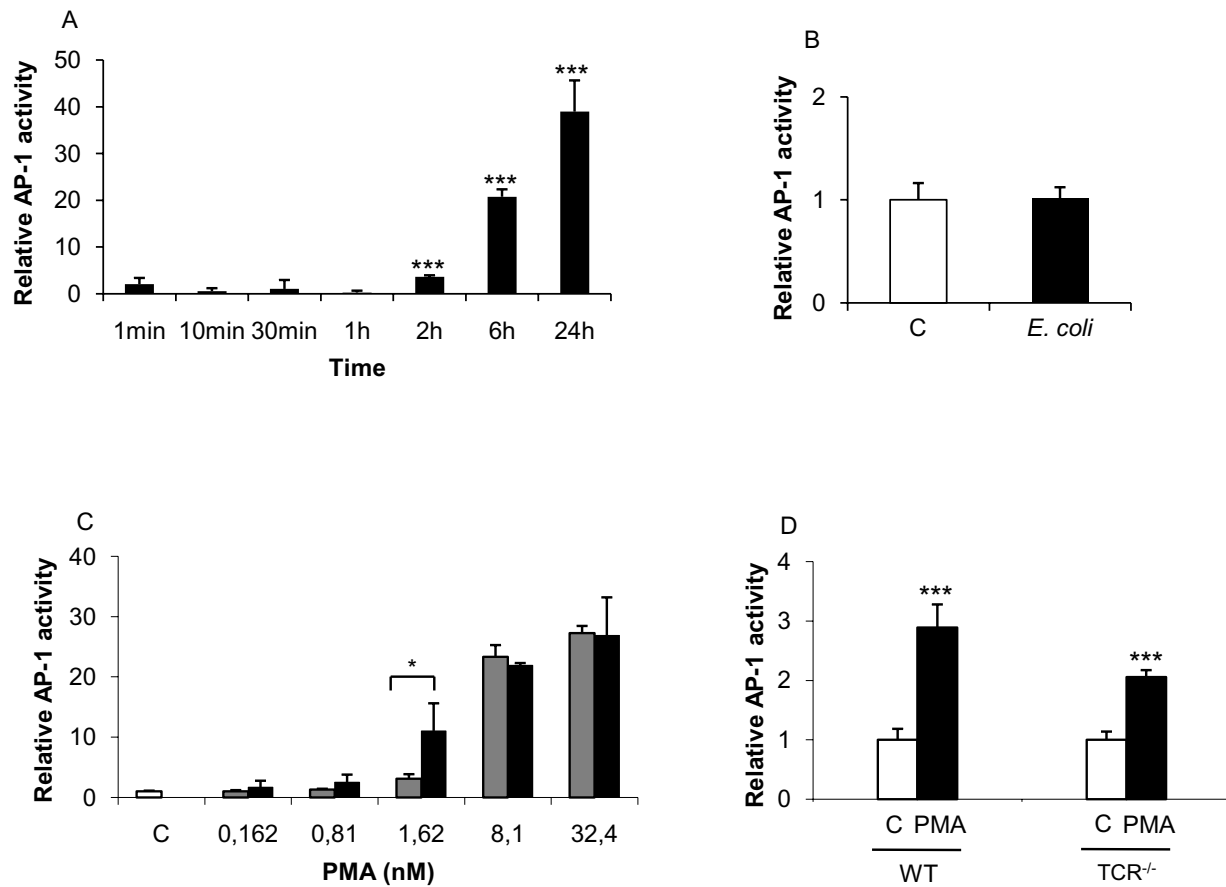 A
Relative AP-1 activity
50
40
30
20
10
0
***
***
***
1min 10min 30min 1h 2h 6h 24h
Time
B
Relative AP-1 activity
2
1
0
C E. coli
C
Relative AP-1 activity
40
30
20
10
0
*
C 0,162 0,81 1,62 8,1 32,4
PMA (nM)
D
Relative AP-1 activity
4
3
2
1
0
***
***
C PMA C PMA
WT TCR-/-